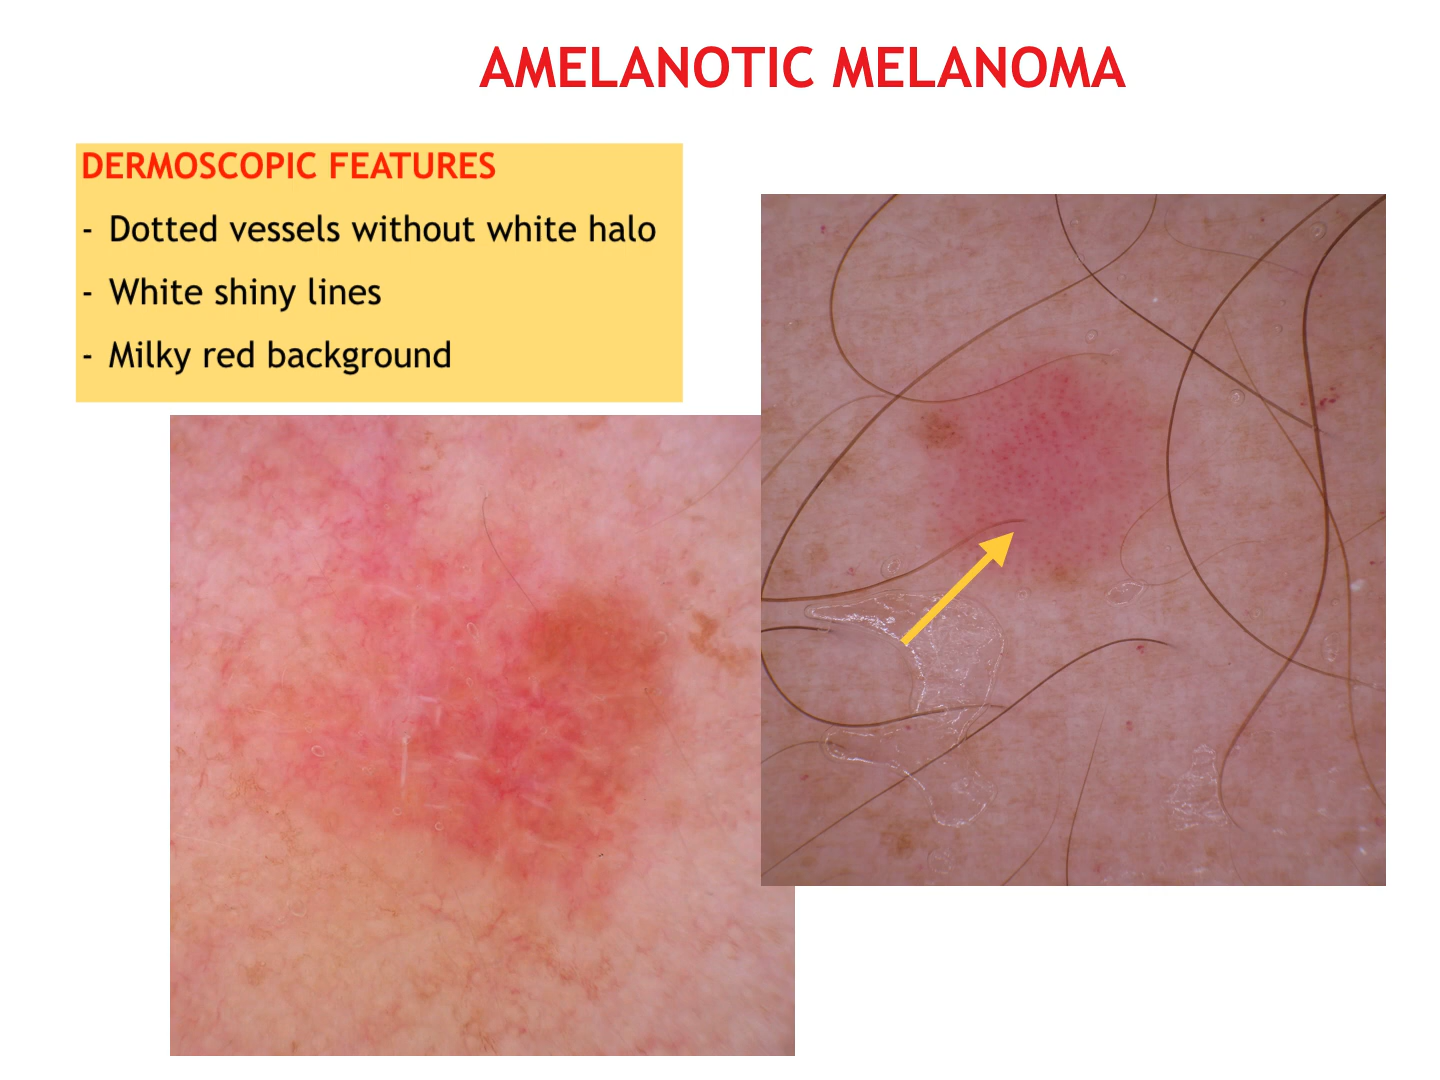 AMELANOTIC MELANOMA
DERMOSCOPIC FEATURES
- Dotted vessels without white halo
- White shiny lines
- Milky red background